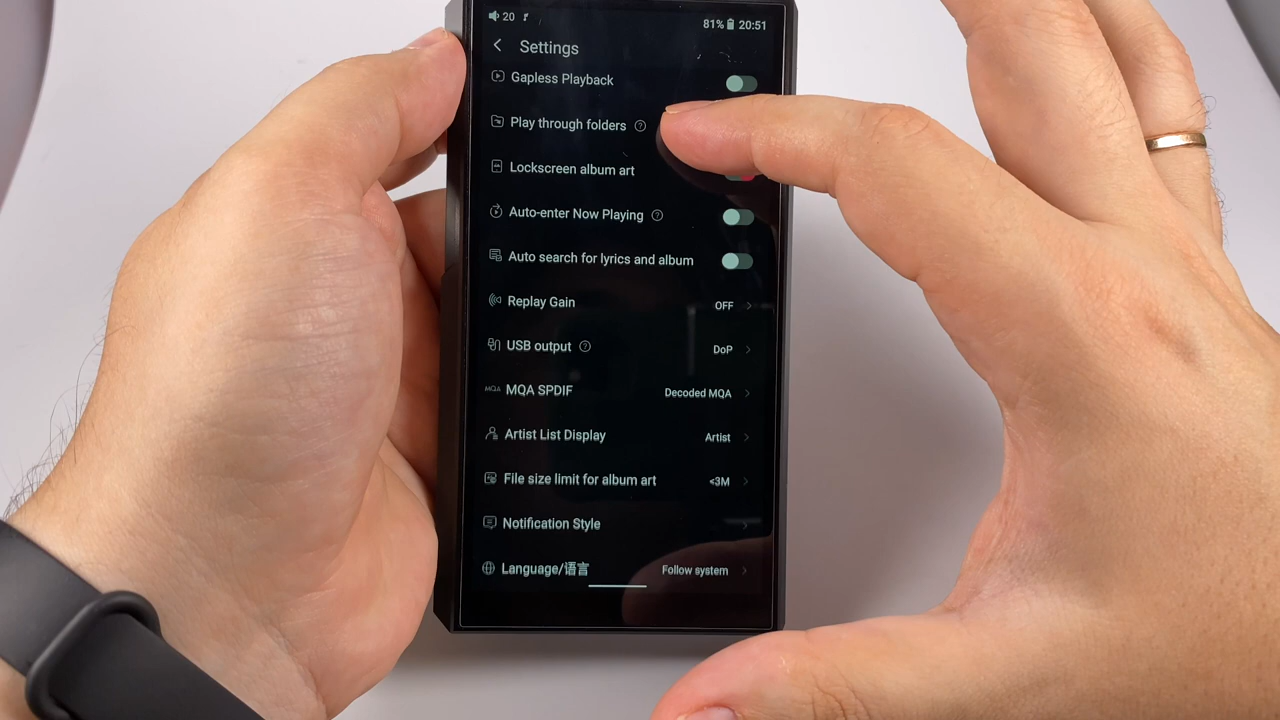 20
81% 20:51
Settings
Gapless Playback
Play through folders ?
Lockscreen album art
Auto-enter Now Playing ?
Auto search for lyrics and album
Replay Gain OFF
USB output ? DoP
MQA MQA SPDIF Decoded MQA
Artist List Display Artist
File size limit for album art <3M
Notification Style
Language/语言 Follow system